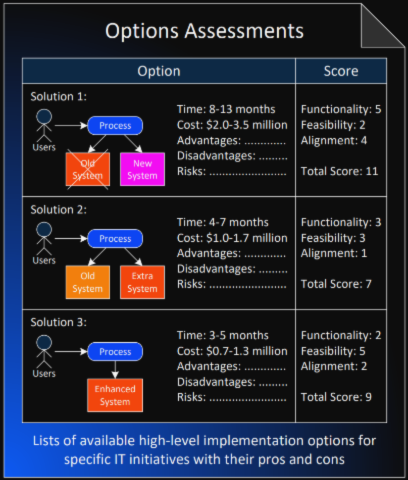 Options Assessments
Option
Score
Solution 1:
Users
Process
Old
System
New
System
Time: 8-13 months
Cost: $2.0-3.5 million
Advantages: .............
Disadvantages: .........
Risks: ........................
Functionality: 5
Feasibility: 2
Alignment: 4
Total Score: 11
Solution 2:
Users
Process
Old
System
Extra
System
Time: 4-7 months
Cost: $1.0-1.7 million
Advantages: .............
Disadvantages: .........
Risks: ........................
Functionality: 3
Feasibility: 3
Alignment: 1
Total Score: 7
Solution 3:
Users
Process
Enhanced
System
Time: 3-5 months
Cost: $0.7-1.3 million
Advantages: .............
Disadvantages: .........
Risks: ........................
Functionality: 2
Feasibility: 5
Alignment: 2
Total Score: 9
Lists of available high-level implementation options for
specific IT initiatives with their pros and cons